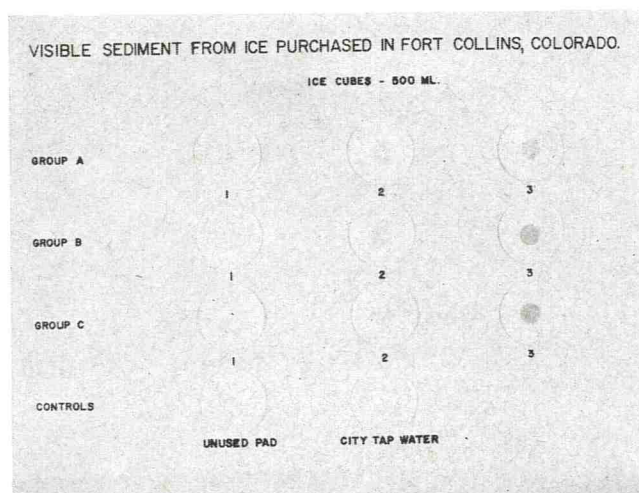 VISIBLE SEDIMENT FROM ICE PURCHASED IN FORT COLLINS, COLORADO.
ICE CUBES - 500 ML.
GROUP A
1 2 3
GROUP B
1 2 3
GROUP C
1 2 3
CONTROLS
UNUSED PAD CITY TAP WATER